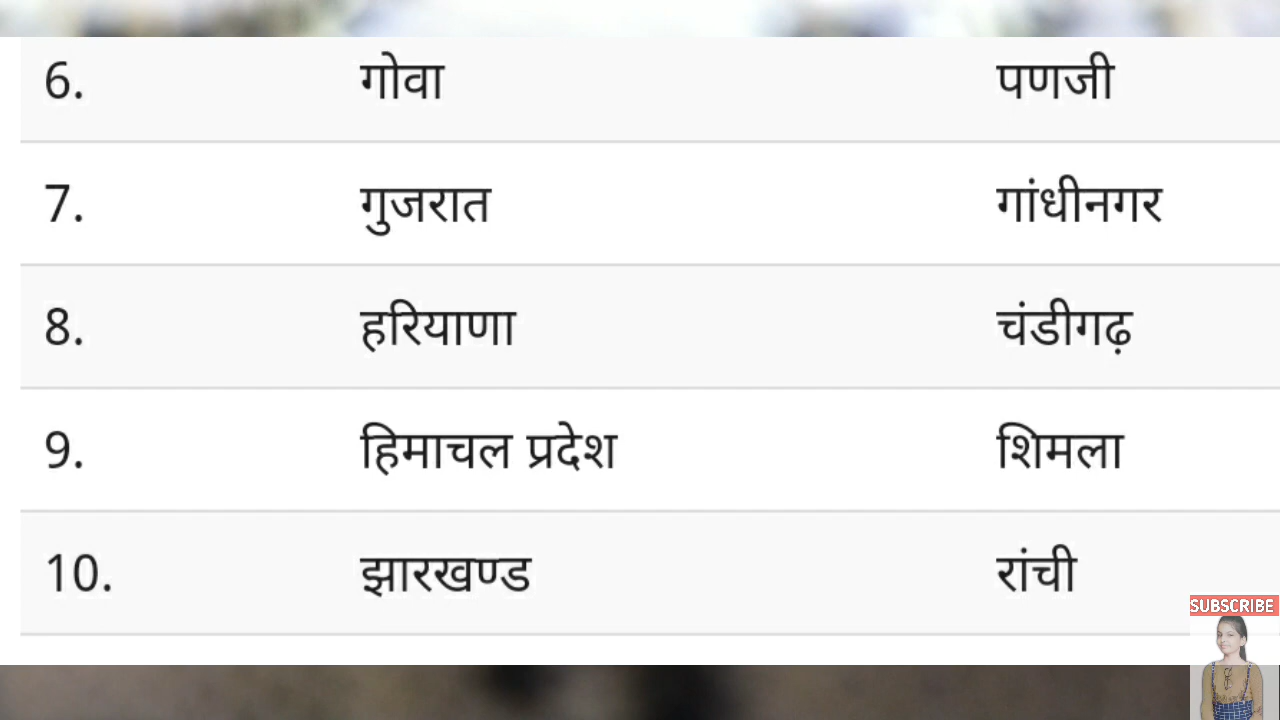 6. गोवा पणजी
7. गुजरात गांधीनगर
8. हरियाणा चंडीगढ़
9. हिमाचल प्रदेश शिमला
10. झारखण्ड रांची
SUBSCRIBE